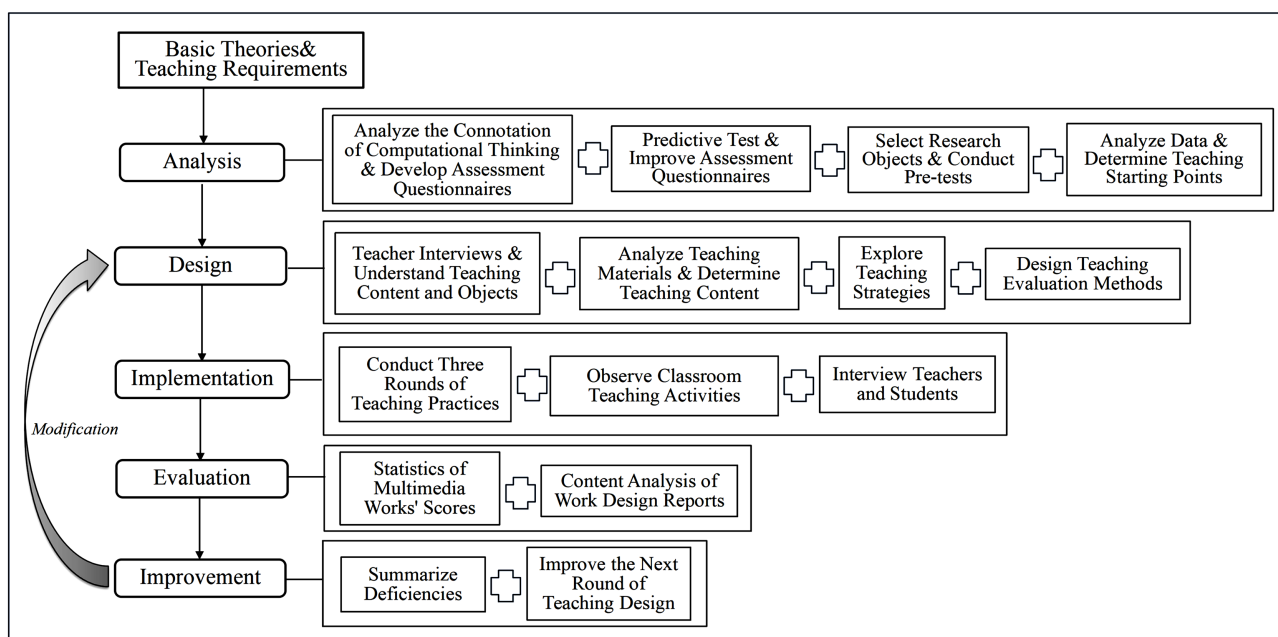 Basic Theories&
Teaching Requirements
Analysis
Analyze the Connotation
of Computational Thinking
& Develop Assessment
Questionnaires
Predictive Test &
Improve Assessment
Questionnaires
Select Research
Objects & Conduct
Pre-tests
Analyze Data &
Determine Teaching
Starting Points
Design
Teacher Interviews &
Understand Teaching
Content and Objects
Analyze Teaching
Materials & Determine
Teaching Content
Explore
Teaching
Strategies
Design Teaching
Evaluation Methods
Implementation
Conduct Three
Rounds of
Teaching Practices
Observe Classroom
Teaching Activities
Interview Teachers
and Students
Modification
Evaluation
Statistics of
Multimedia
Works' Scores
Content Analysis of
Work Design Reports
Improvement
Summarize
Deficiencies
Improve the Next
Round of
Teaching Design